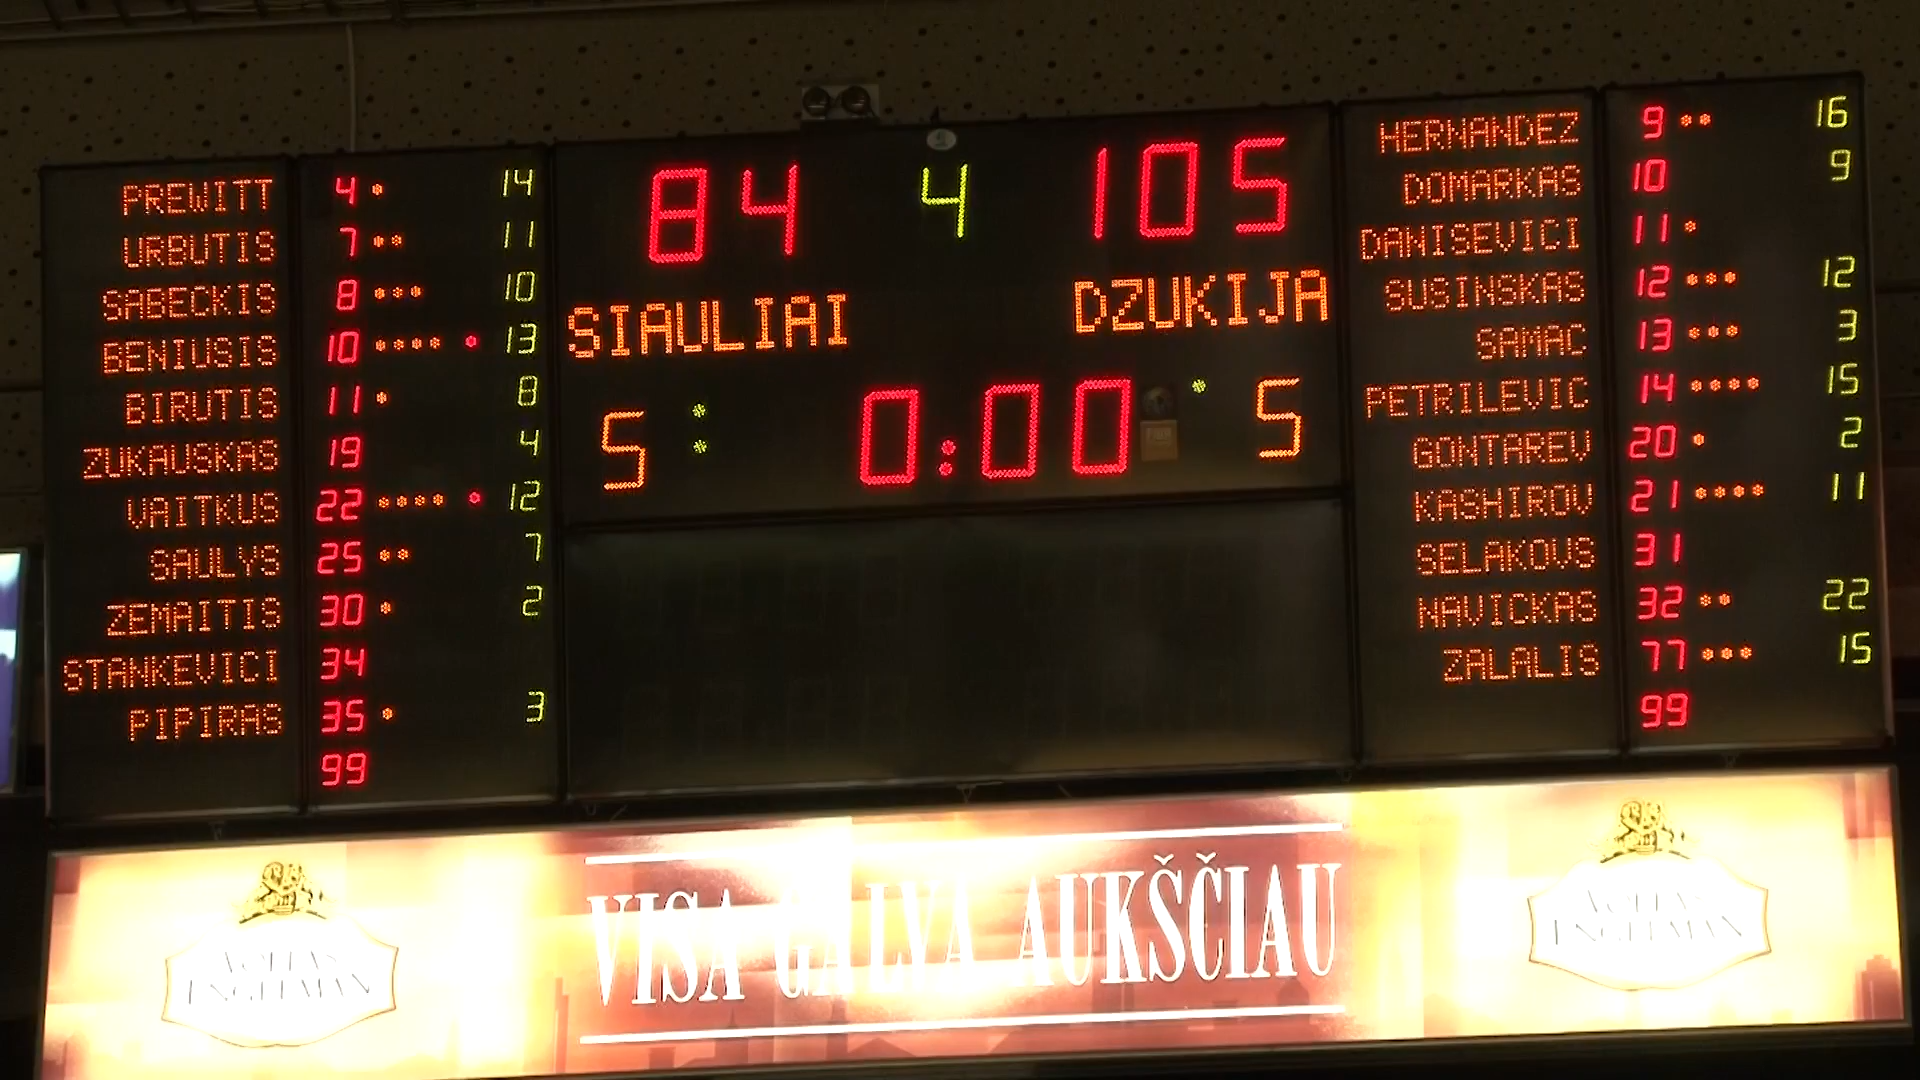 84 4 105
SIAULIAI DZUKIJA
5 0:00 5
PREWITT 4 14
URBUTIS 7 11
SABECKIS 8 10
BENIUSIS 10 13
BIRUTIS 11 8
ZUKAUSKAS 19 4
VAITKUS 22 12
SAULYS 25 7
ZEMAITIS 30 2
STANKEVICI 34
PIPIRAS 35 3
99
HERNANDEZ 9 16
DOMARKAS 10 9
DANISEVICI 11
SUSINSKAS 12 12
SAMAC 13 3
PETRILEVIC 14 15
GONTAREV 20 2
KASHIROV 21 11
SELAKOVS 31
NAVICKAS 32 22
ZALALIS 77 15
99
VISA GALVA AUKŠČIAU